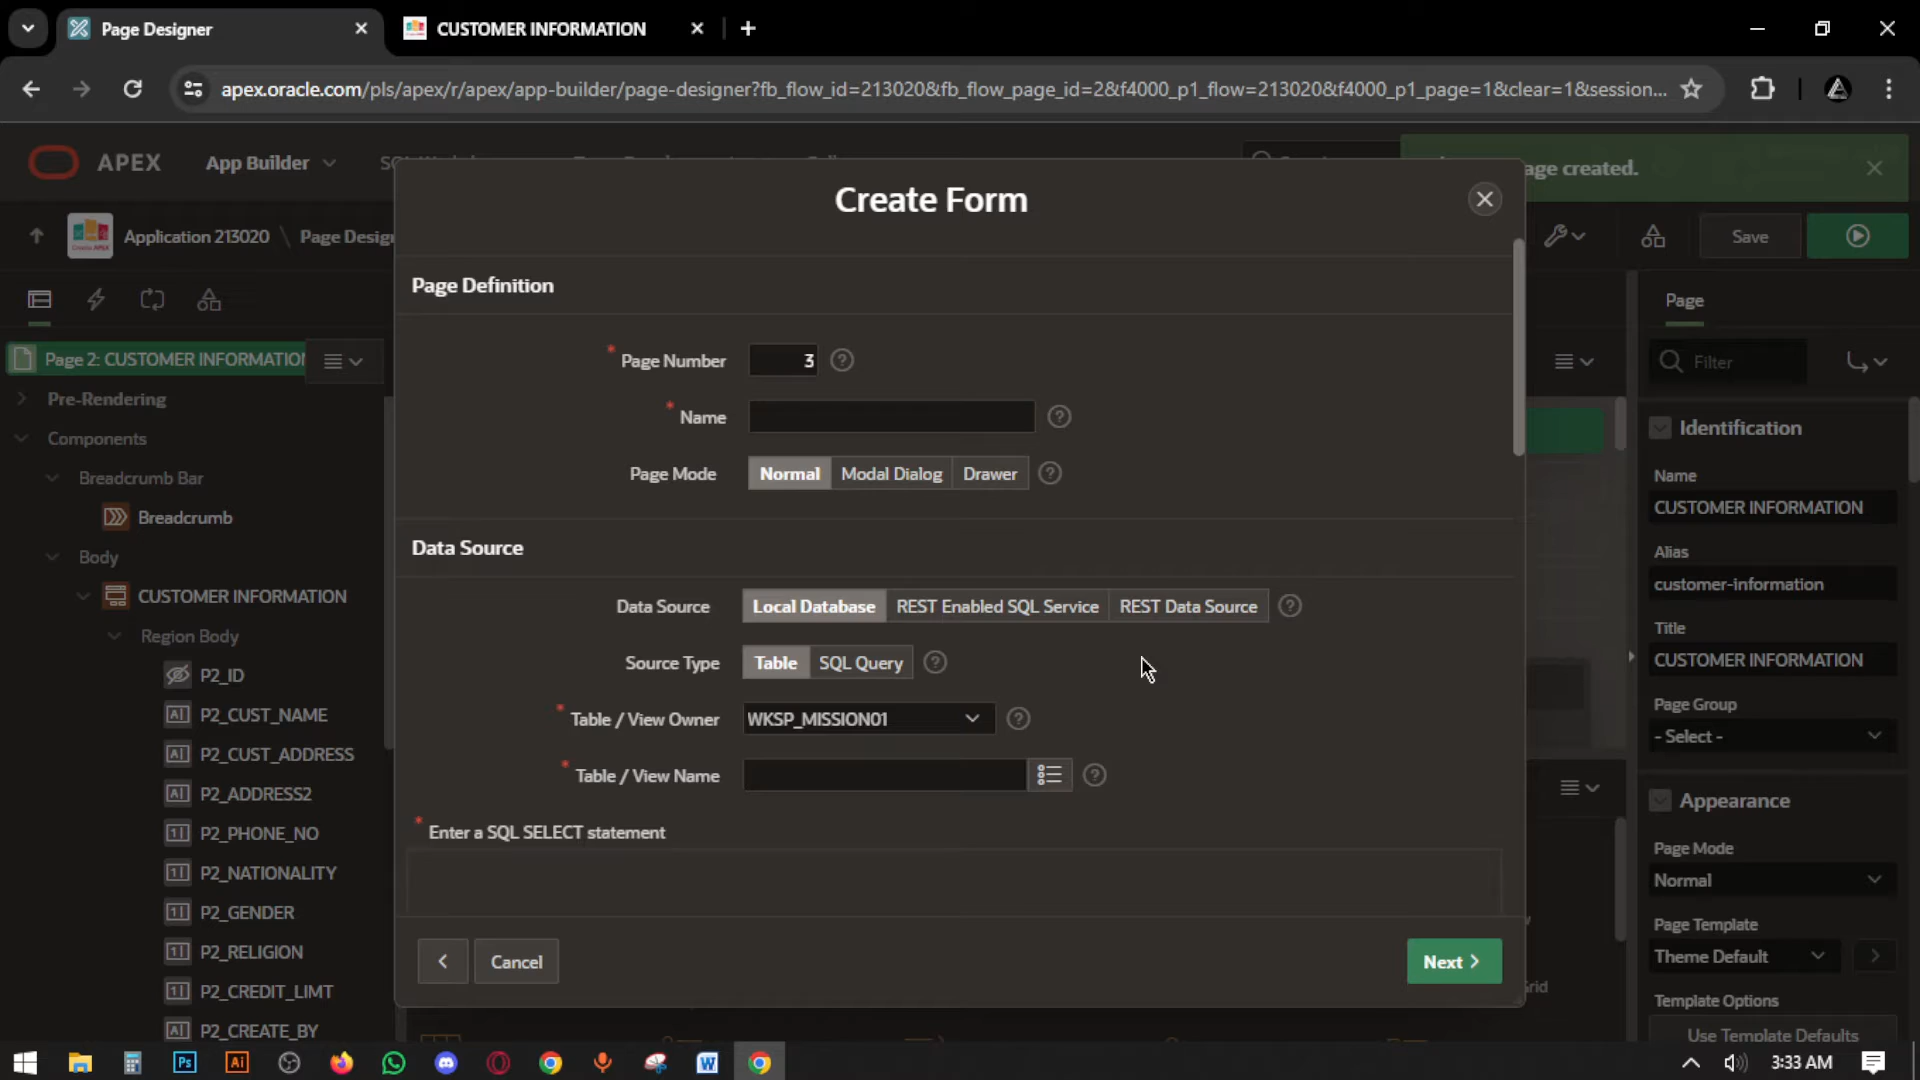 Page Designer
CUSTOMER INFORMATION
apex.oracle.com/pls/apex/r/apex/app-builder/page-designer?fb_flow_id=213020&fb_flow_page_id=2&f4000_p1_flow=213020&f4000_p1_page=1&clear=1&session...
APEX
App Builder
Create Form
age created.
Application 213020 \ Page Desig
Save
Page 2: CUSTOMER INFORMATION
Pre-Rendering
Components
Breadcrumb Bar
Breadcrumb
Body
CUSTOMER INFORMATION
Region Body
P2_ID
P2_CUST_NAME
P2_CUST_ADDRESS
P2_ADDRESS2
P2_PHONE_NO
P2_NATIONALITY
P2_GENDER
P2_RELIGION
P2_CREDIT_LIMT
P2_CREATE_BY
Page Definition
* Page Number 3
* Name
Page Mode Normal Modal Dialog Drawer
Data Source
Data Source Local Database REST Enabled SQL Service REST Data Source
Source Type Table SQL Query
* Table / View Owner WKSP_MISSION01
* Table / View Name
* Enter a SQL SELECT statement
Cancel
Next
Page
Filter
Identification
Name
CUSTOMER INFORMATION
Alias
customer-information
Title
CUSTOMER INFORMATION
Page Group
- Select -
Appearance
Page Mode
Normal
Page Template
Theme Default
Template Options
Use Template Defaults
Grid
Ps
Ai
W
3:33 AM